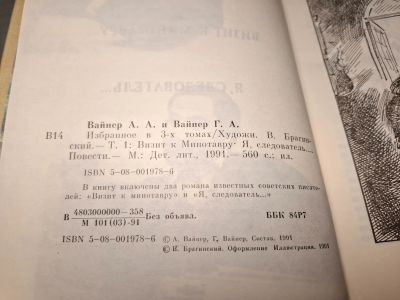 ВИЗИТ К МИНОТАВРУ
Я, СЛЕДОВАТЕЛЬ...
Вайнер А. А. и Вайнер Г. А.
В14 Избранное в 3-х томах/Художн. В. Брагин-
ский.— Т. 1: Визит к Минотавру: Я, следователь...
Повести.— М.: Дет. лит., 1991.— 560 с.: ил.
ISBN 5-08-001978-6
В книгу включены два романа известных советских писате-
лей: «Визит к минотавру» и «Я, следователь...»
В 4803000000—358 Без объявл. ББК 84Р7
М 101(03)-91
ISBN 5-08-001978-6 © А. Вайнер, Г. Вайнер. Состав. 1991
© В. Брагинский. Оформление Иллюстрации. 1991